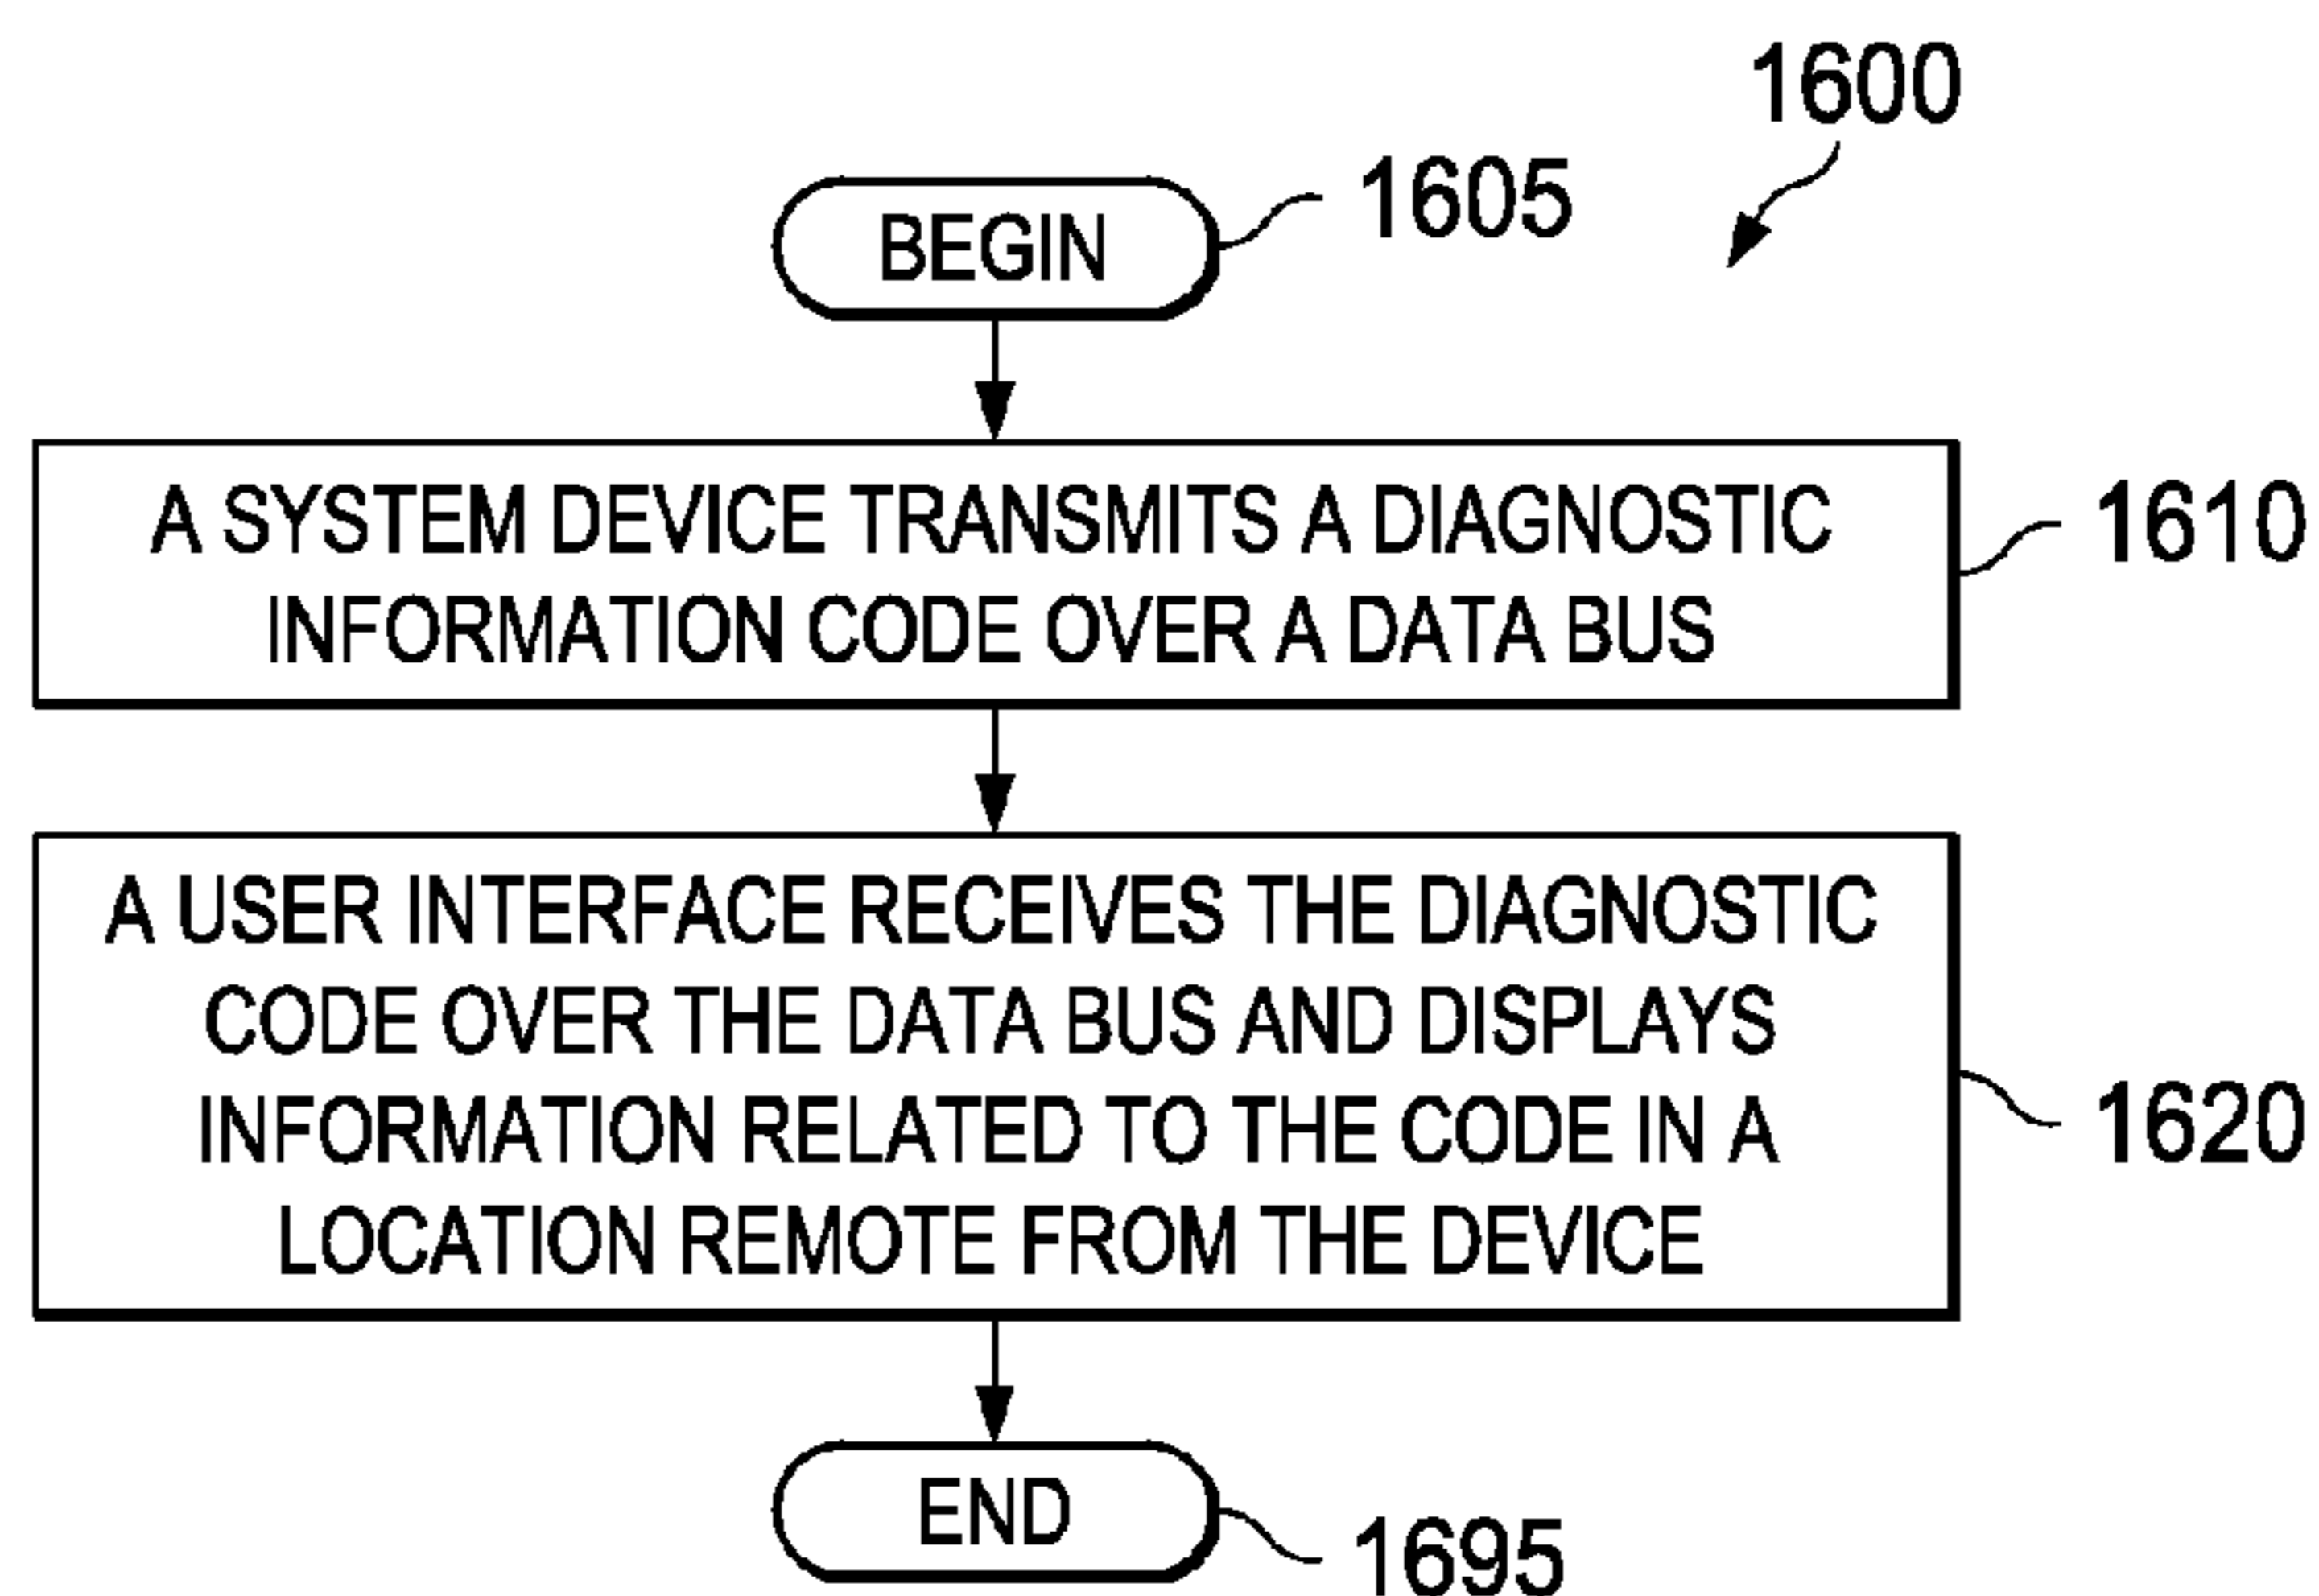 1600
BEGIN
1605
A SYSTEM DEVICE TRANSMITS A DIAGNOSTIC
INFORMATION CODE OVER A DATA BUS
1610
A USER INTERFACE RECEIVES THE DIAGNOSTIC
CODE OVER THE DATA BUS AND DISPLAYS
INFORMATION RELATED TO THE CODE IN A
LOCATION REMOTE FROM THE DEVICE
1620
END
1695